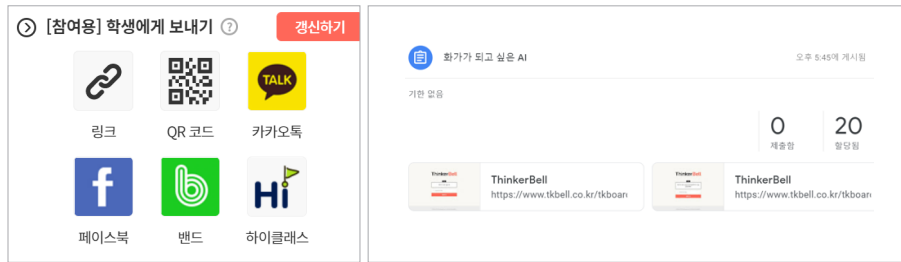 [참여용] 학생에게 보내기 ?
갱신하기
링크
QR 코드
TALK
카카오톡
페이스북
밴드
Hi
하이클래스
화가가 되고 싶은 AI
오후 5:45에 게시됨
기한 없음
0
제출함
20
할당됨
ThinkerBell
https://www.tkbell.co.kr/tkboard
ThinkerBell
ThinkerBell
https://www.tkbell.co.kr/tkboard
ThinkerBell